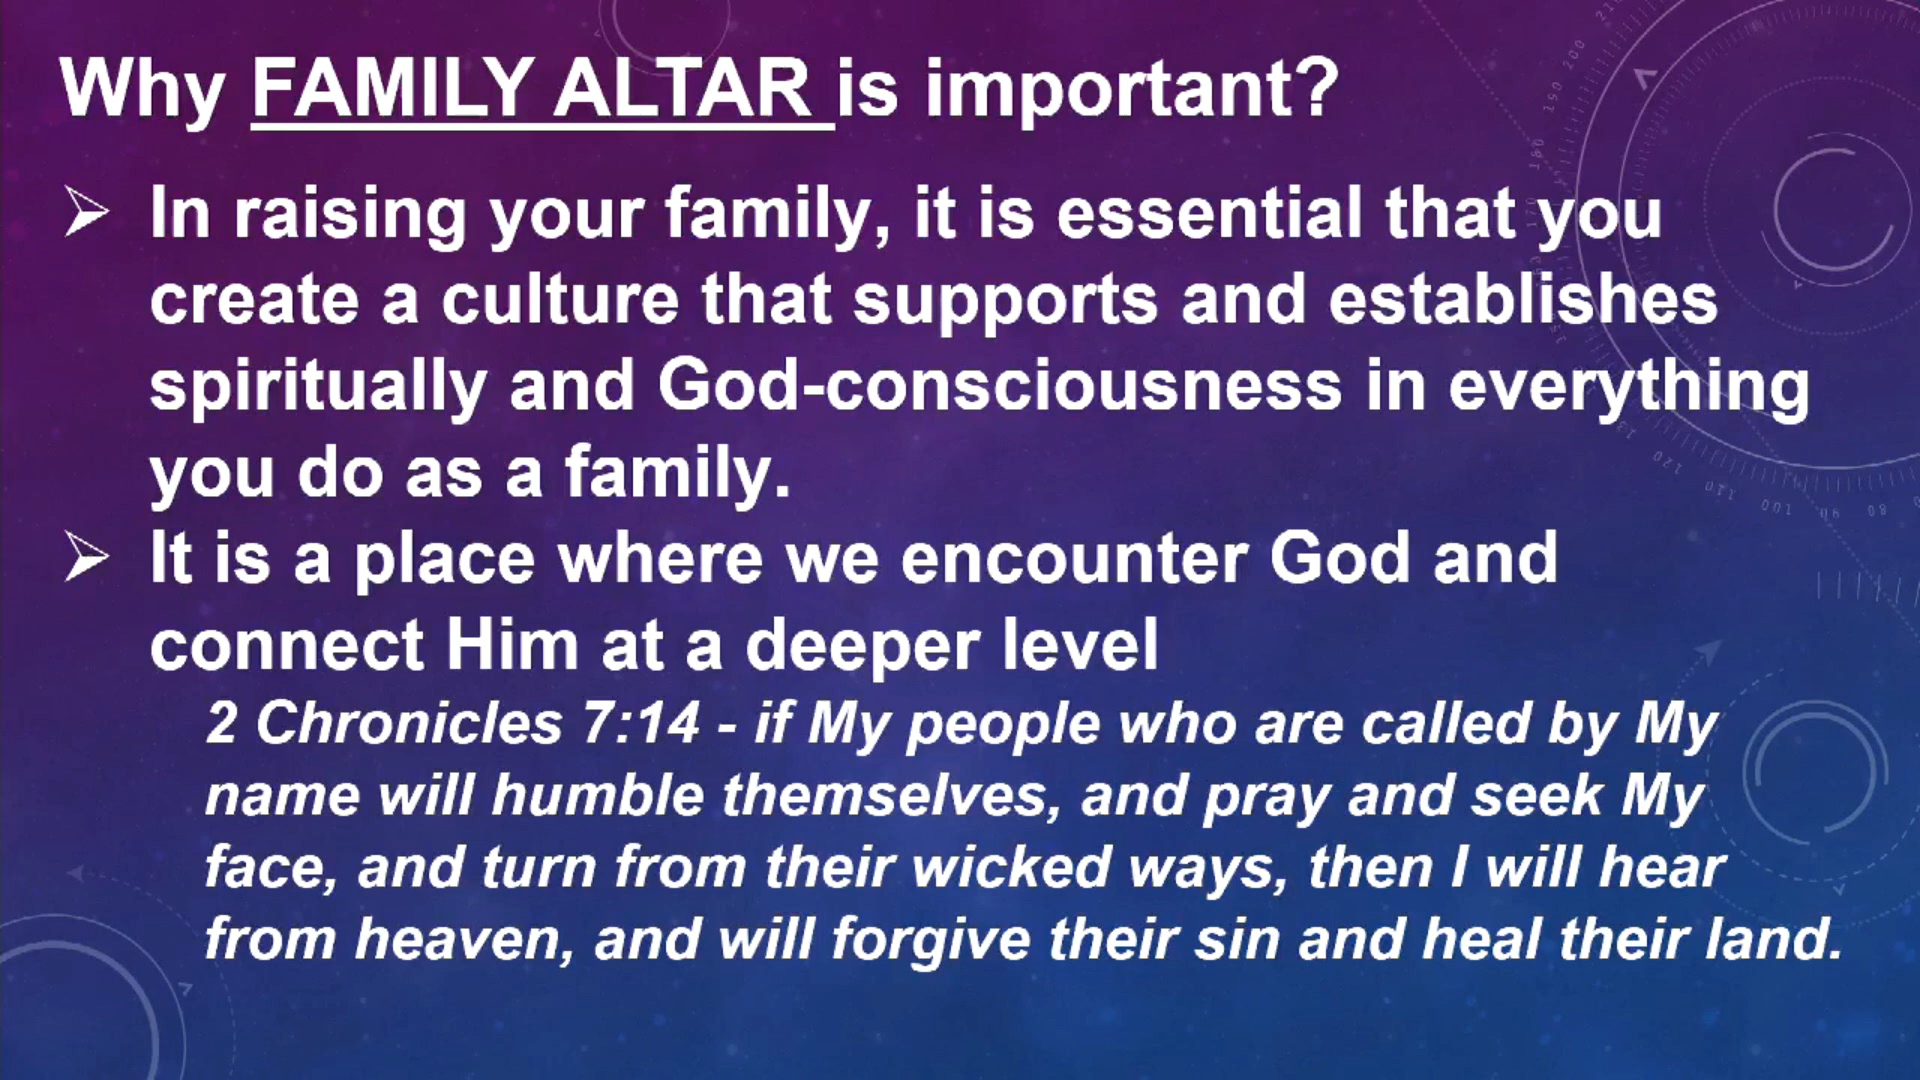 Why FAMILY ALTAR is important?
➢ In raising your family, it is essential that you
create a culture that supports and establishes
spiritually and God-consciousness in everything
you do as a family.
➢ It is a place where we encounter God and
connect Him at a deeper level
2 Chronicles 7:14 - if My people who are called by My
name will humble themselves, and pray and seek My
face, and turn from their wicked ways, then I will hear
from heaven, and will forgive their sin and heal their land.